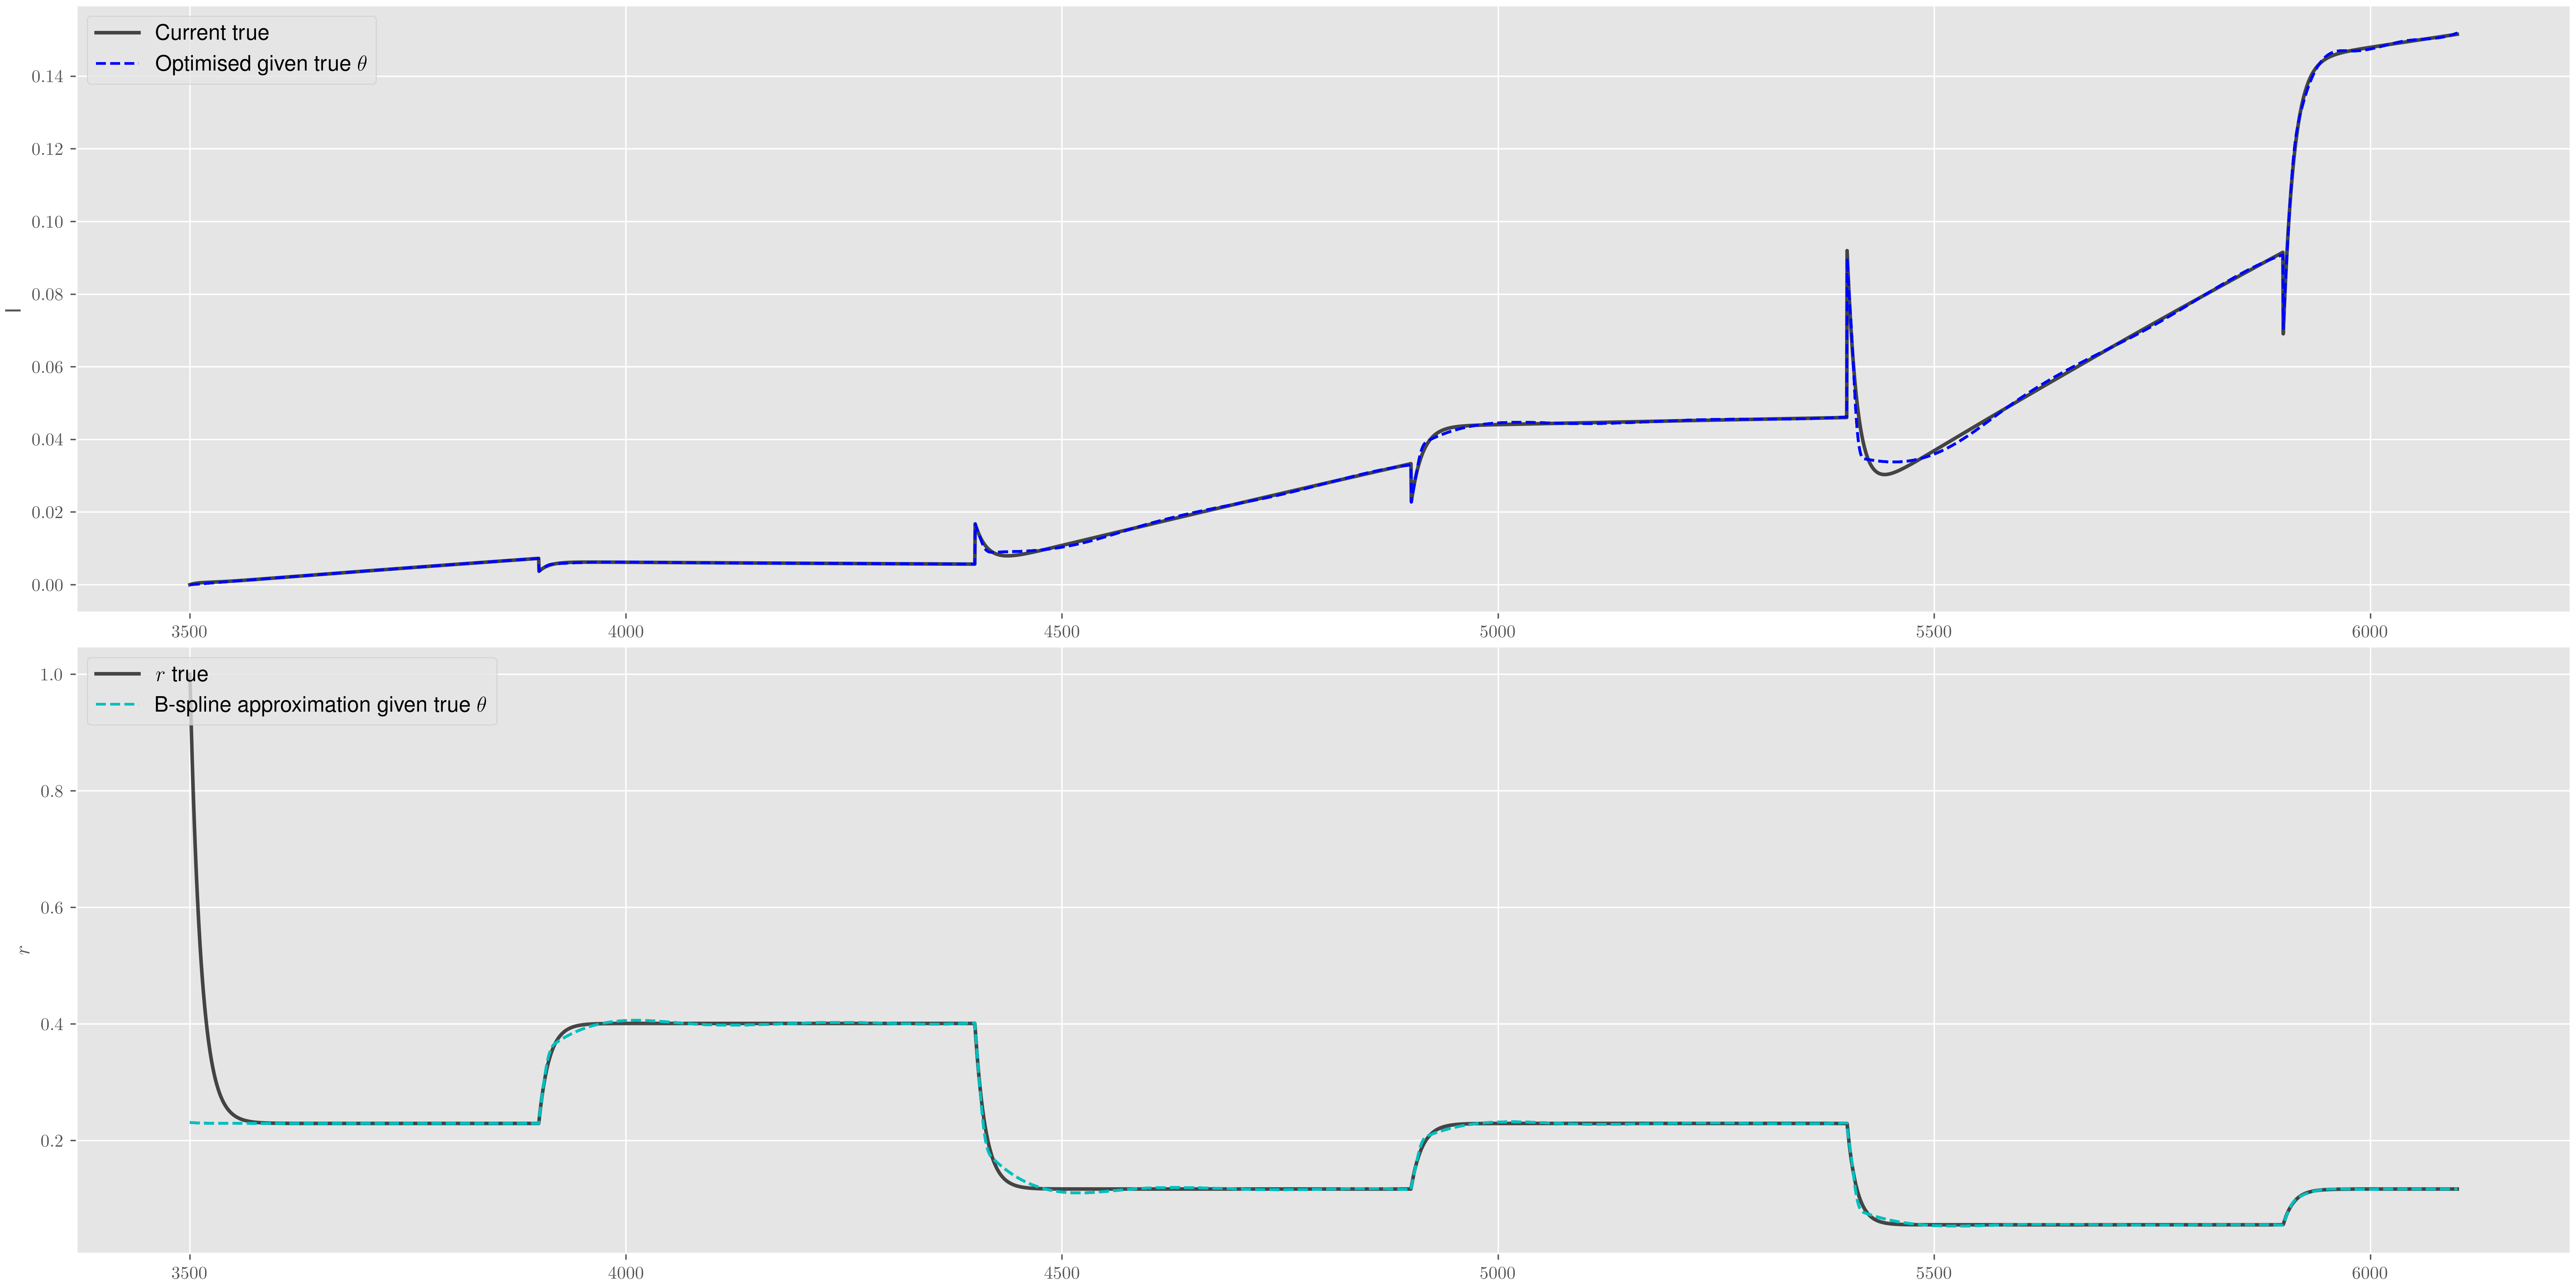 Current true
Optimised given true θ
0.14
0.12
0.10
0.08
0.06
0.04
0.02
0.00
I
3500 4000 4500 5000 5500 6000
r true
B-spline approximation given true θ
1.0
0.8
0.6
0.4
0.2
r
3500 4000 4500 5000 5500 6000